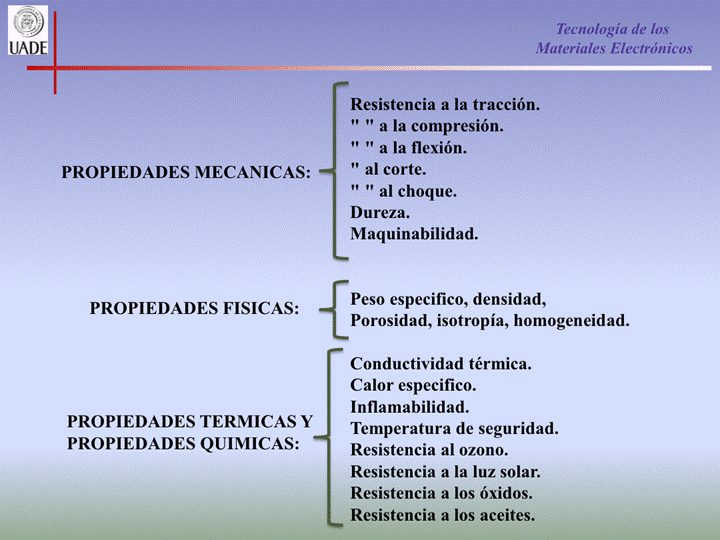 UADE
Tecnología de los
Materiales Electrónicos
PROPIEDADES MECANICAS:
Resistencia a la tracción.
" " a la compresión.
" " a la flexión.
" al corte.
" " al choque.
Dureza.
Maquinabilidad.
PROPIEDADES FISICAS:
Peso especifico, densidad,
Porosidad, isotropía, homogeneidad.
PROPIEDADES TERMICAS Y
PROPIEDADES QUIMICAS:
Conductividad térmica.
Calor especifico.
Inflamabilidad.
Temperatura de seguridad.
Resistencia al ozono.
Resistencia a la luz solar.
Resistencia a los óxidos.
Resistencia a los aceites.